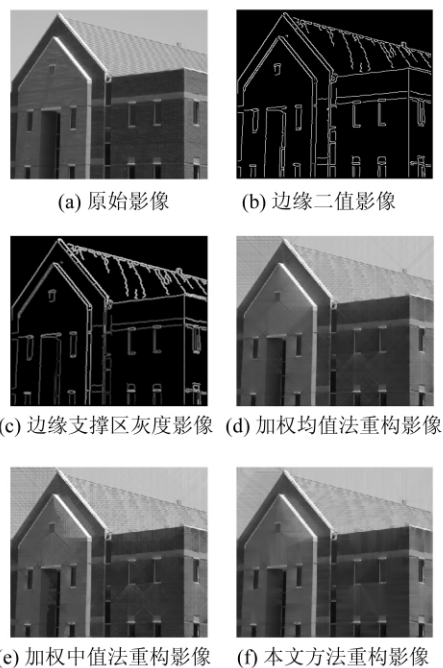 (a) 原始影像 (b) 边缘二值影像
(c) 边缘支撑区灰度影像 (d) 加权均值法重构影像
(e) 加权中值法重构影像 (f) 本文方法重构影像